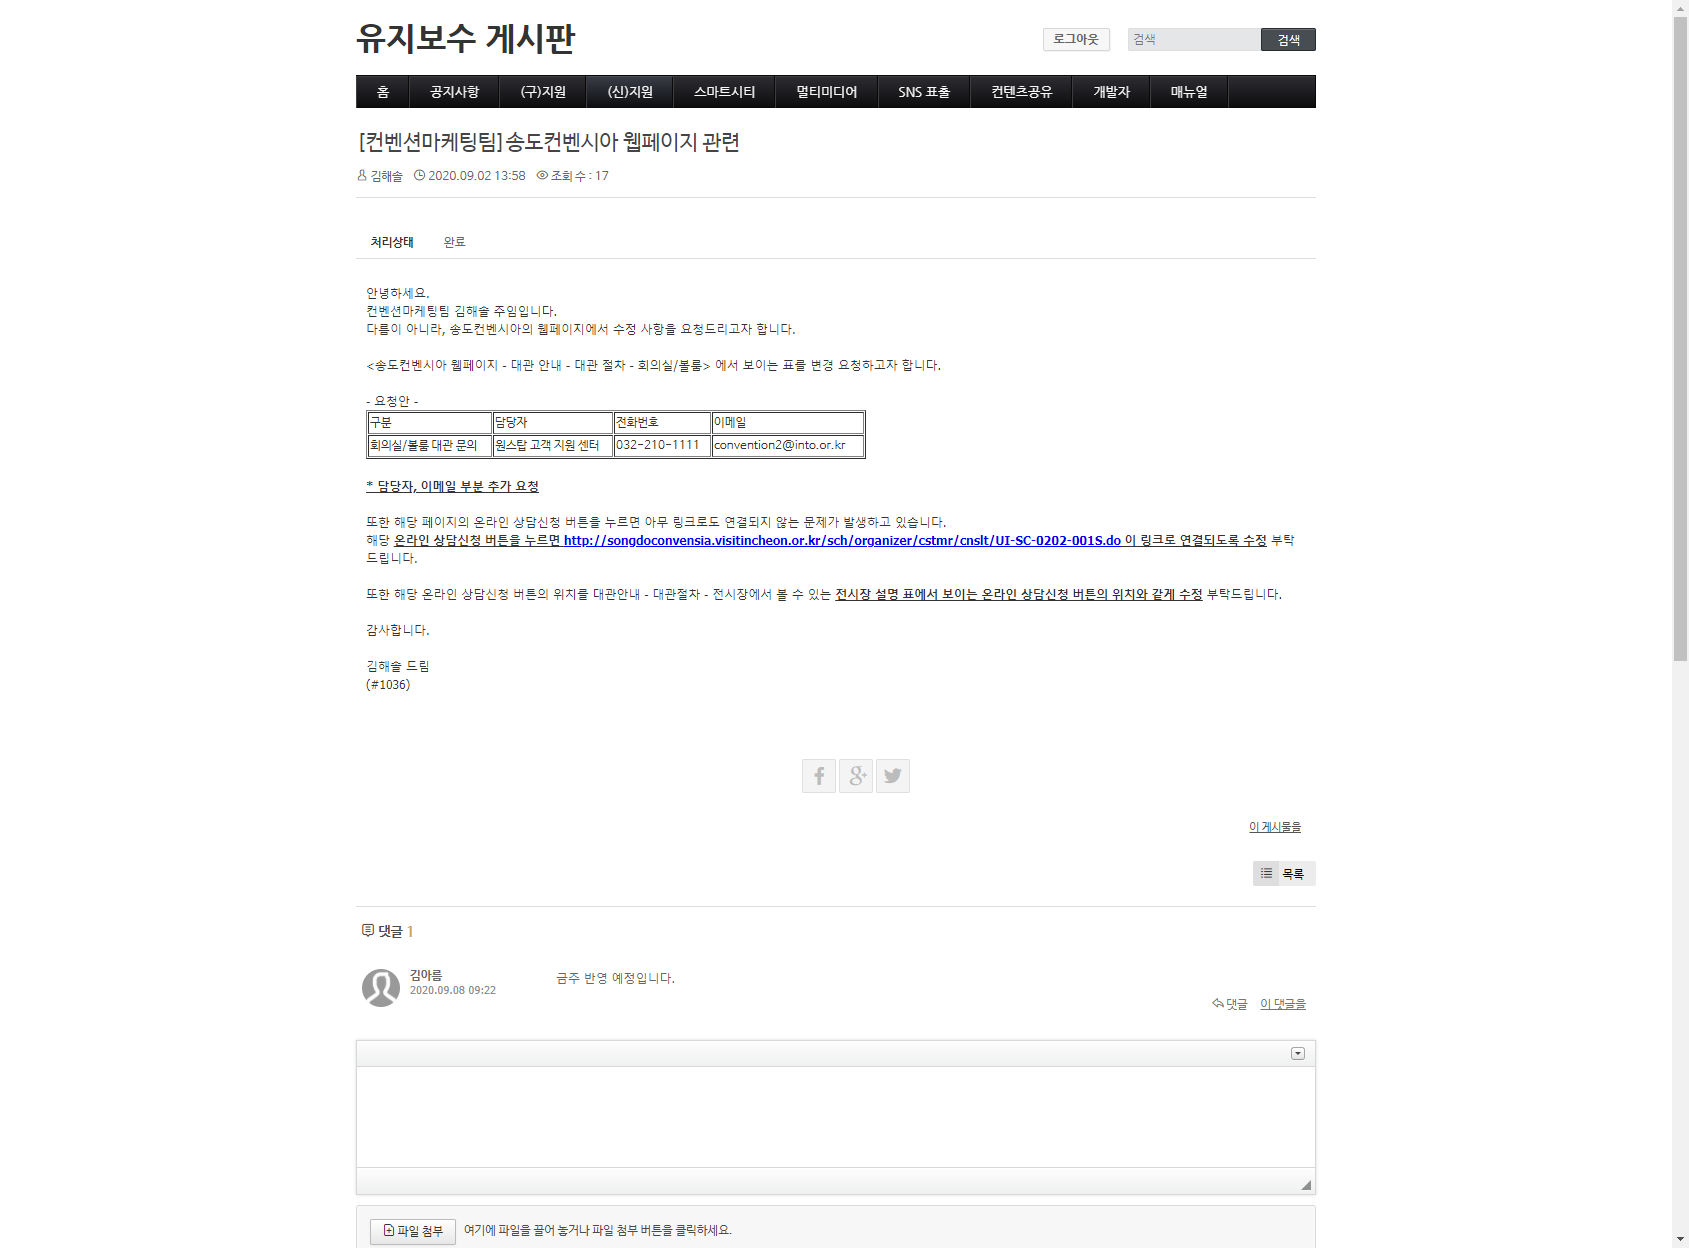 유지보수 게시판
로그아웃
검색
검색
홈 공지사항 (구)지원 (신)지원 스마트시티 멀티미디어 SNS 표출 컨텐츠공유 개발자 매뉴얼
[컨벤션마케팅팀] 송도컨벤시아 웹페이지 관련
김해솔 2020.09.02 13:58 조회 수 : 17
처리상태 완료
안녕하세요.
컨벤션마케팅팀 김해솔 주임입니다.
다름이 아니라, 송도컨벤시아의 웹페이지에서 수정 사항을 요청드리고자 합니다.
<송도컨벤시아 웹페이지 - 대관 안내 - 대관 절차 - 회의실/볼룸> 에서 보이는 표를 변경 요청하고자 합니다.
- 요청안 -
구분 담당자 전화번호 이메일
회의실/볼룸 대관 문의 원스탑 고객 지원 센터 032-210-1111 convention2@into.or.kr
* 담당자, 이메일 부분 추가 요청
또한 해당 페이지의 온라인 상담신청 버튼을 누르면 아무 링크로도 연결되지 않는 문제가 발생하고 있습니다.
해당 온라인 상담신청 버튼을 누르면 http://songdoconvensia.visitincheon.or.kr/sch/organizer/cstmr/cnslt/UI-SC-0202-001S.do 이 링크로 연결되도록 수정 부탁
드립니다.
또한 해당 온라인 상담신청 버튼의 위치를 대관안내 - 대관절차 - 전시장에서 볼 수 있는 전시장 설명 표에서 보이는 온라인 상담신청 버튼의 위치와 같게 수정 부탁드립니다.
감사합니다.
김해솔 드림
(#1036)
이 게시물을
목록
댓글 1
김아름
2020.09.08 09:22
금주 반영 예정입니다.
댓글 이 댓글을
파일 첨부 여기에 파일을 끌어 놓거나 파일 첨부 버튼을 클릭하세요.